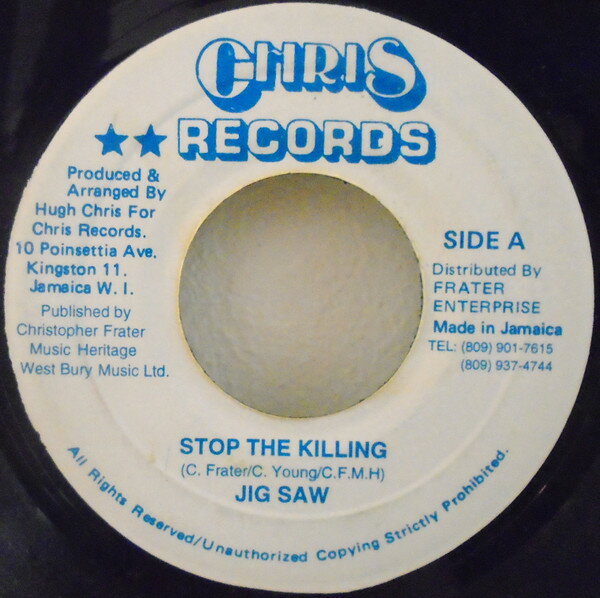 CHRIS
RECORDS
Produced &
Arranged By
Hugh Chris For
Chris Records.
10 Poinsettia Ave.
Kingston 11.
Jamaica W. I.
Published by
Christopher Frater
Music Heritage
West Bury Music Ltd.
SIDE A
Distributed By
FRATER
ENTERPRISE
Made in Jamaica
TEL: (809) 901-7615
(809) 937-4744
STOP THE KILLING
(C. Frater/C. Young/C.F.M.H)
JIG SAW
All Rights Reserved/Unauthorized Copying Strictly Prohibited.